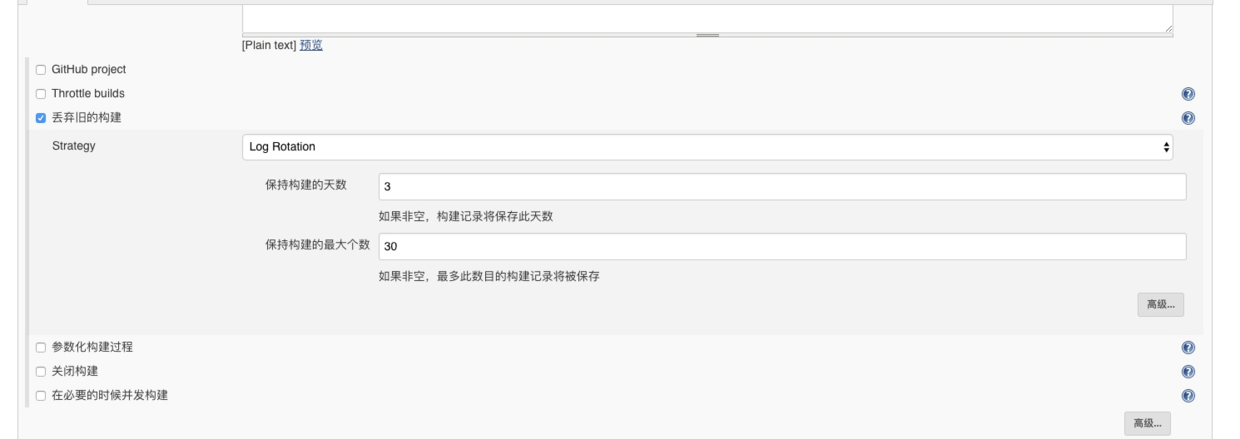 [Plain text] 预览
GitHub project
Throttle builds
丢弃旧的构建
Strategy
Log Rotation
保持构建的天数
3
如果非空，构建记录将保存此天数
保持构建的最大个数
30
如果非空，最多此数目的构建记录将被保存
高级...
参数化构建过程
关闭构建
在必要的时候并发构建
高级...